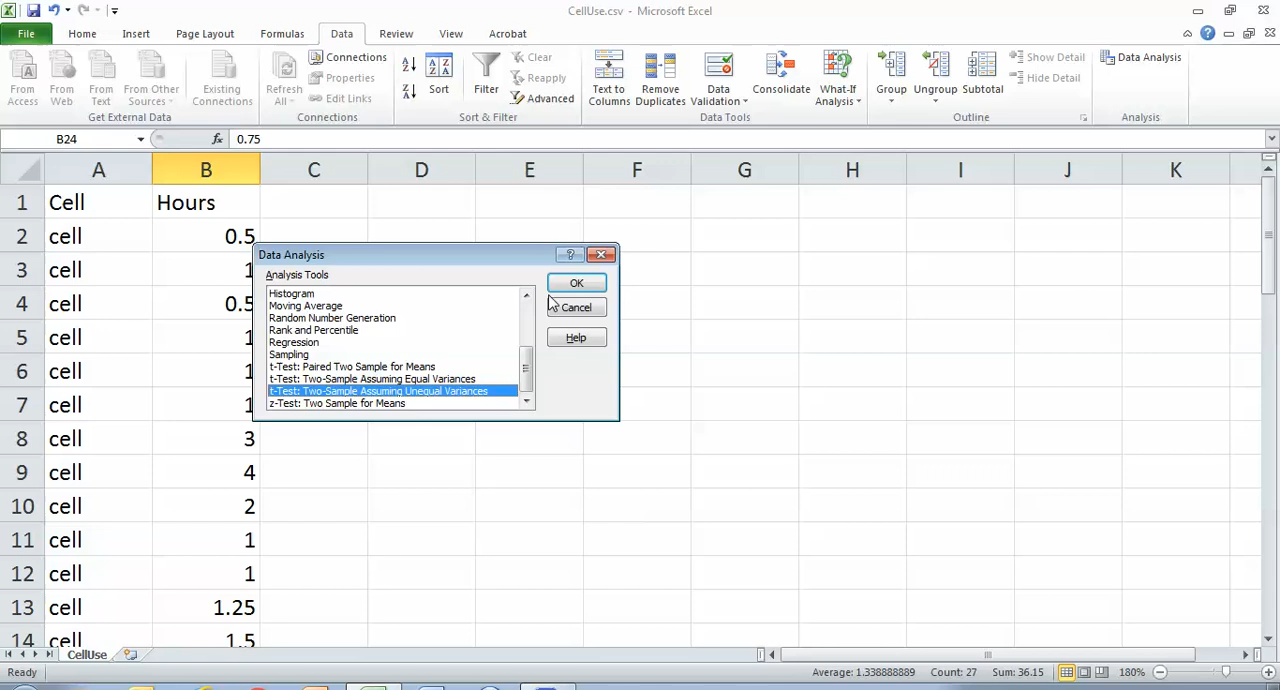 CellUse.csv - Microsoft Excel
File Home Insert Page Layout Formulas Data Review View Acrobat
From Access From Web From Text From Other Sources Existing Connections
Get External Data
Refresh All Connections Properties Edit Links
Connections
Sort Filter Clear Reapply Advanced
Sort & Filter
Text to Columns Remove Duplicates Data Validation Consolidate What-If Analysis
Data Tools
Group Ungroup Subtotal Show Detail Hide Detail
Outline
Data Analysis
Analysis
B24 fx 0.75
A B C D E F G H I J K
1 Cell Hours
2 cell 0.5
3 cell 1
4 cell 0.5
5 cell 1
6 cell 1
7 cell 1
8 cell 3
9 cell 4
10 cell 2
11 cell 1
12 cell 1
13 cell 1.25
14 cell 1.5
Data Analysis
Analysis Tools
Histogram
Moving Average
Random Number Generation
Rank and Percentile
Regression
Sampling
t-Test: Paired Two Sample for Means
t-Test: Two-Sample Assuming Equal Variances
t-Test: Two-Sample Assuming Unequal Variances
z-Test: Two Sample for Means
OK
Cancel
Help
CellUse
Ready Average: 1.338888889 Count: 27 Sum: 36.15 180%